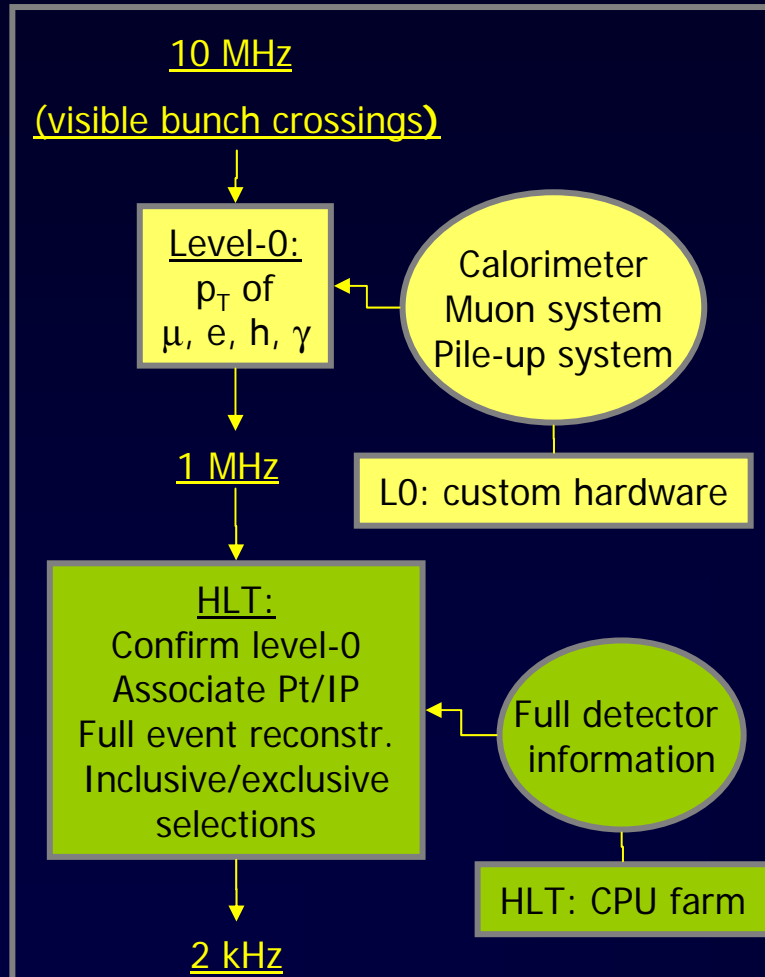 10 MHz
(visible bunch crossings)
Level-0:
pT of
μ, e, h, γ
Calorimeter
Muon system
Pile-up system
1 MHz
L0: custom hardware
HLT:
Confirm level-0
Associate Pt/IP
Full event reconstr.
Inclusive/exclusive
selections
Full detector
information
HLT: CPU farm
2 kHz